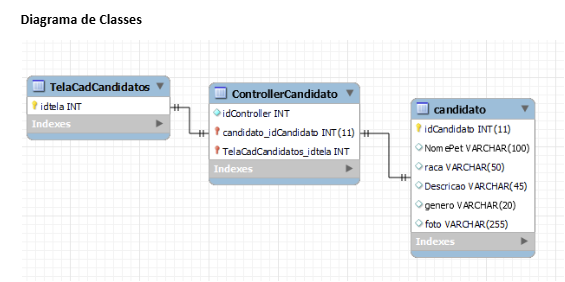 Diagrama de Classes
TelaCadCandidatos
idtela INT
Indexes
ControllerCandidato
idController INT
candidato_idCandidato INT(11)
TelaCadCandidatos_idtela INT
Indexes
candidato
idCandidato INT(11)
NomePet VARCHAR(100)
raca VARCHAR(50)
Descricao VARCHAR(45)
genero VARCHAR(20)
foto VARCHAR(255)
Indexes